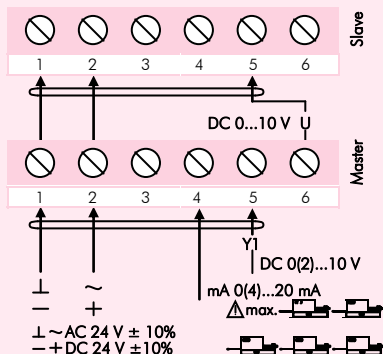 Slave
1 2 3 4 5 6
DC 0...10 V U
Master
1 2 3 4 5 6
Y1
DC 0(2)...10 V
⊥ ~
mA 0(4)...20 mA
− +
max.
⊥ ~ AC 24 V ± 10%
− + DC 24 V ±10%